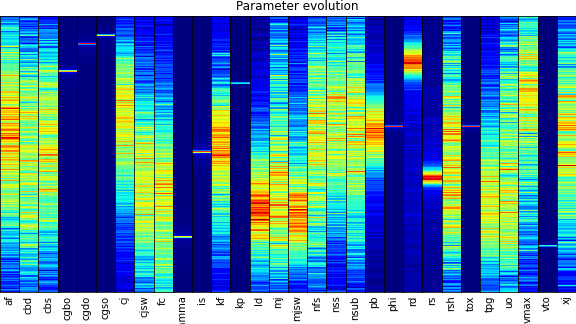 Parameter evolution
af
cbd
cbs
cgbo
cgdo
cgso
cj
cjsw
fc
is
kf
kp
ld
mj
mjsw
nfs
nss
nsub
pb
phi
rd
rs
rsh
tox
tpg
uo
vmax
vto
xj